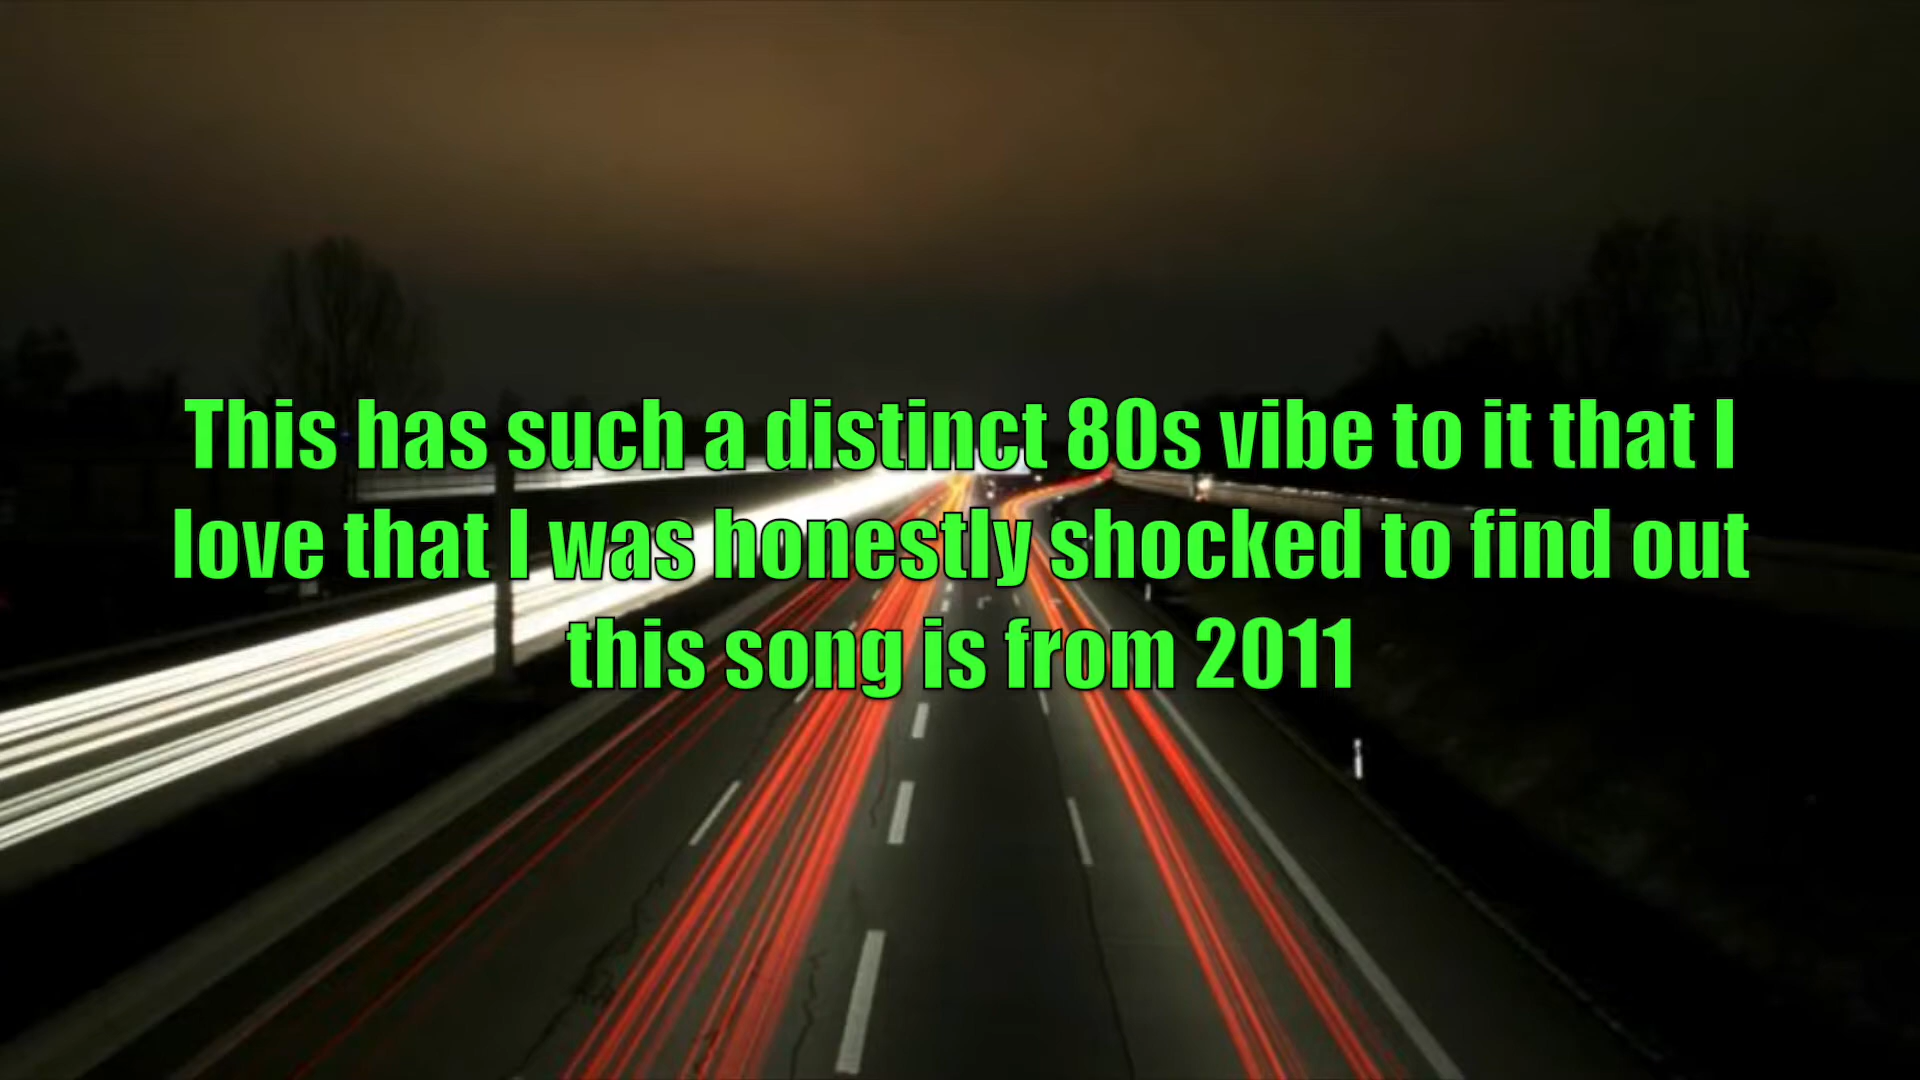 This has such a distinct 80s vibe to it that I
love that I was honestly shocked to find out
this song is from 2011